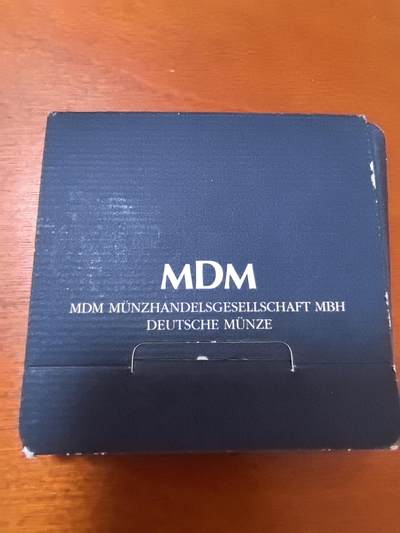 MDM
MDM MÜNZHANDELSGESELLSCHAFT MBH
DEUTSCHE MÜNZE